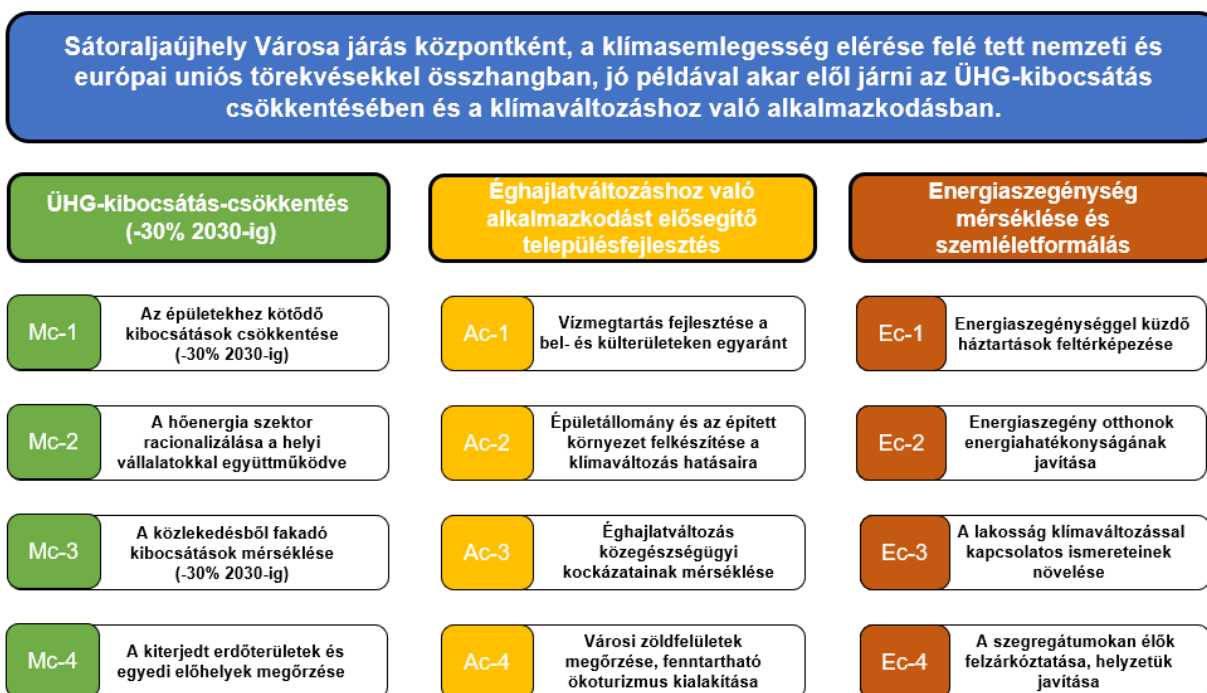 Sátoraljaújhely Városa járás központként, a klímasemlegesség elérése felé tett nemzeti és
európai uniós törekvésekkel összhangban, jó példával akar elől járni az ÜHG-kibocsátás
csökkentésében és a klímaváltozáshoz való alkalmazkodásban.
ÜHG-kibocsátás-csökkentés
(-30% 2030-ig)
Mc-1
Az épületekhez kötődő
kibocsátások csökkentése
(-30% 2030-ig)
Mc-2
A hőenergia szektor
racionalizálása a helyi
vállalatokkal együttműködve
Mc-3
A közlekedésből fakadó
kibocsátások mérséklése
(-30% 2030-ig)
Mc-4
A kiterjedt erdőterületek és
egyedi előhelyek megőrzése
Éghajlatváltozáshoz való
alkalmazkodást elősegítő
településfejlesztés
Ac-1
Vízmegtartás fejlesztése a
bel- és külterületeken egyaránt
Ac-2
Épületállomány és az épített
környezet felkészítése a
klímaváltozás hatásaira
Ac-3
Éghajlatváltozás
közegészségügyi
kockázatainak mérséklése
Ac-4
Városi zöldfelületek
megőrzése, fenntartható
ökoturizmus kialakítása
Energiaszegénység
mérséklése és
szemléletformálás
Ec-1
Energiaszegénységgel küzdő
háztartások feltérképezése
Ec-2
Energiaszegény otthonok
energiahatékonyságának
javítása
Ec-3
A lakosság klímaváltozással
kapcsolatos ismereteinek
növelése
Ec-4
A szegregátumokan élők
felzárkóztatása, helyzetük
javítása